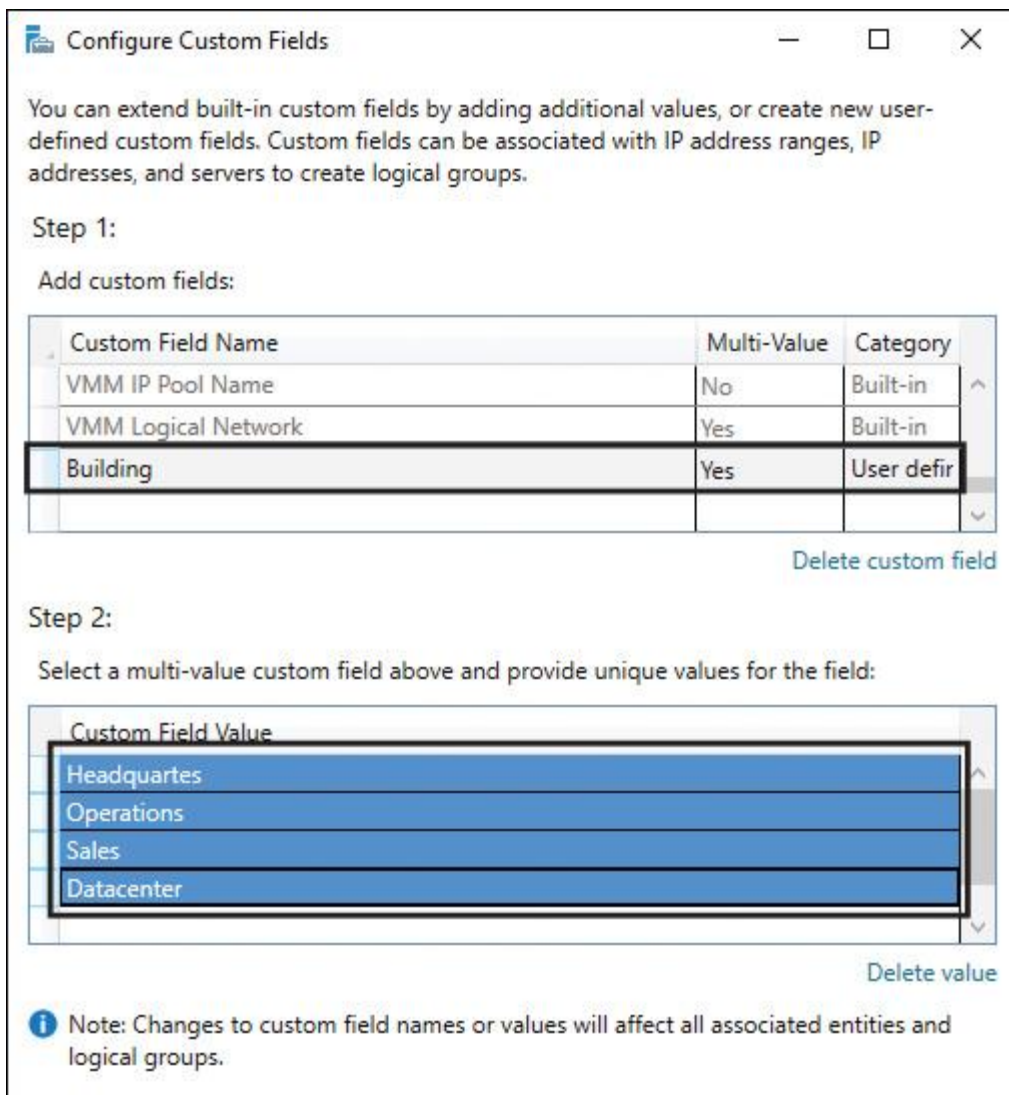 Configure Custom Fields
You can extend built-in custom fields by adding additional values, or create new user-
defined custom fields. Custom fields can be associated with IP address ranges, IP
addresses, and servers to create logical groups.
Step 1:
Add custom fields:
Custom Field Name Multi-Value Category
VMM IP Pool Name No Built-in
VMM Logical Network Yes Built-in
Building Yes User defir
Delete custom field
Step 2:
Select a multi-value custom field above and provide unique values for the field:
Custom Field Value
Headquartes
Operations
Sales
Datacenter
Delete value
Note: Changes to custom field names or values will affect all associated entities and
logical groups.